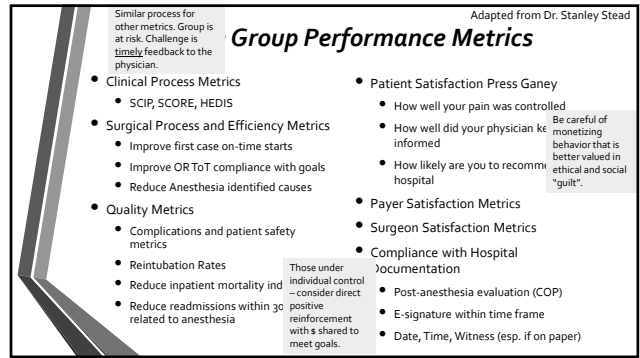 Adapted from Dr. Stanley Stead
Similar process for
other metrics. Group is
at risk. Challenge is
timely feedback to the
physician.
Group Performance Metrics
• Clinical Process Metrics
• SCIP, SCORE, HEDIS
• Surgical Process and Efficiency Metrics
• Improve first case on-time starts
• Improve OR ToT compliance with goals
• Reduce Anesthesia identified causes
• Quality Metrics
• Complications and patient safety
metrics
• Reintubation Rates
• Reduce inpatient mortality ind
• Reduce readmissions within 30
related to anesthesia
Those under
individual control
– consider direct
positive
reinforcement
with $ shared to
meet goals.
• Patient Satisfaction Press Ganey
• How well your pain was controlled
• How well did your physician ke
informed
• How likely are you to recomme
hospital
Be careful of
monetizing
behavior that is
better valued in
ethical and social
"guilt".
• Payer Satisfaction Metrics
• Surgeon Satisfaction Metrics
• Compliance with Hospital
Documentation
• Post-anesthesia evaluation (COP)
• E-signature within time frame
• Date, Time, Witness (esp. if on paper)